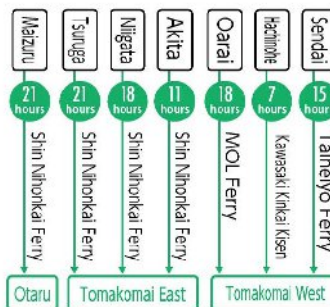 Maizuru
Tsuruga
Niigata
Akita
Oarai
Hachinohe
Sendai
21
hours
21
hours
18
hours
11
hours
18
hours
7
hours
15
hours
Shin Nihonkai Ferry
Shin Nihonkai Ferry
Shin Nihonkai Ferry
Shin Nihonkai Ferry
MOL Ferry
Kawasaki Kinkai Kisen
Taiheiyo Ferry
Otaru
Tomakomai East
Tomakomai West